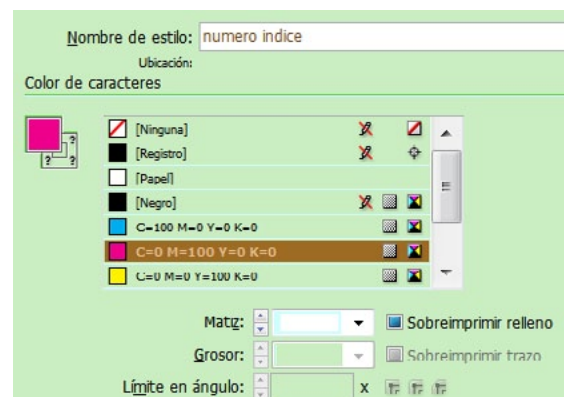 Nombre de estilo: numero indice
Ubicación:
Color de caracteres
[Ninguna]
[Registro]
[Papel]
[Negro]
C=100 M=0 Y=0 K=0
C=0 M=100 Y=0 K=0
C=0 M=0 Y=100 K=0
Matiz: Sobreimprimir relleno
Grosor: Sobreimprimir trazo
Límite en ángulo: x